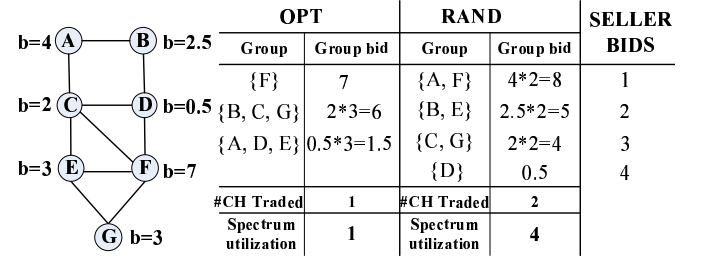 OPT RAND SELLER BIDS
Group Group bid Group Group bid
b=4 A B b=2.5
b=2 C D b=0.5
b=3 E F b=7
G b=3
{F} 7 {A, F} 4*2=8 1
{B, C, G} 2*3=6 {B, E} 2.5*2=5 2
{A, D, E} 0.5*3=1.5 {C, G} 2*2=4 3
{D} 0.5 4
#CH Traded 1 #CH Traded 2
Spectrum utilization 1 Spectrum utilization 4